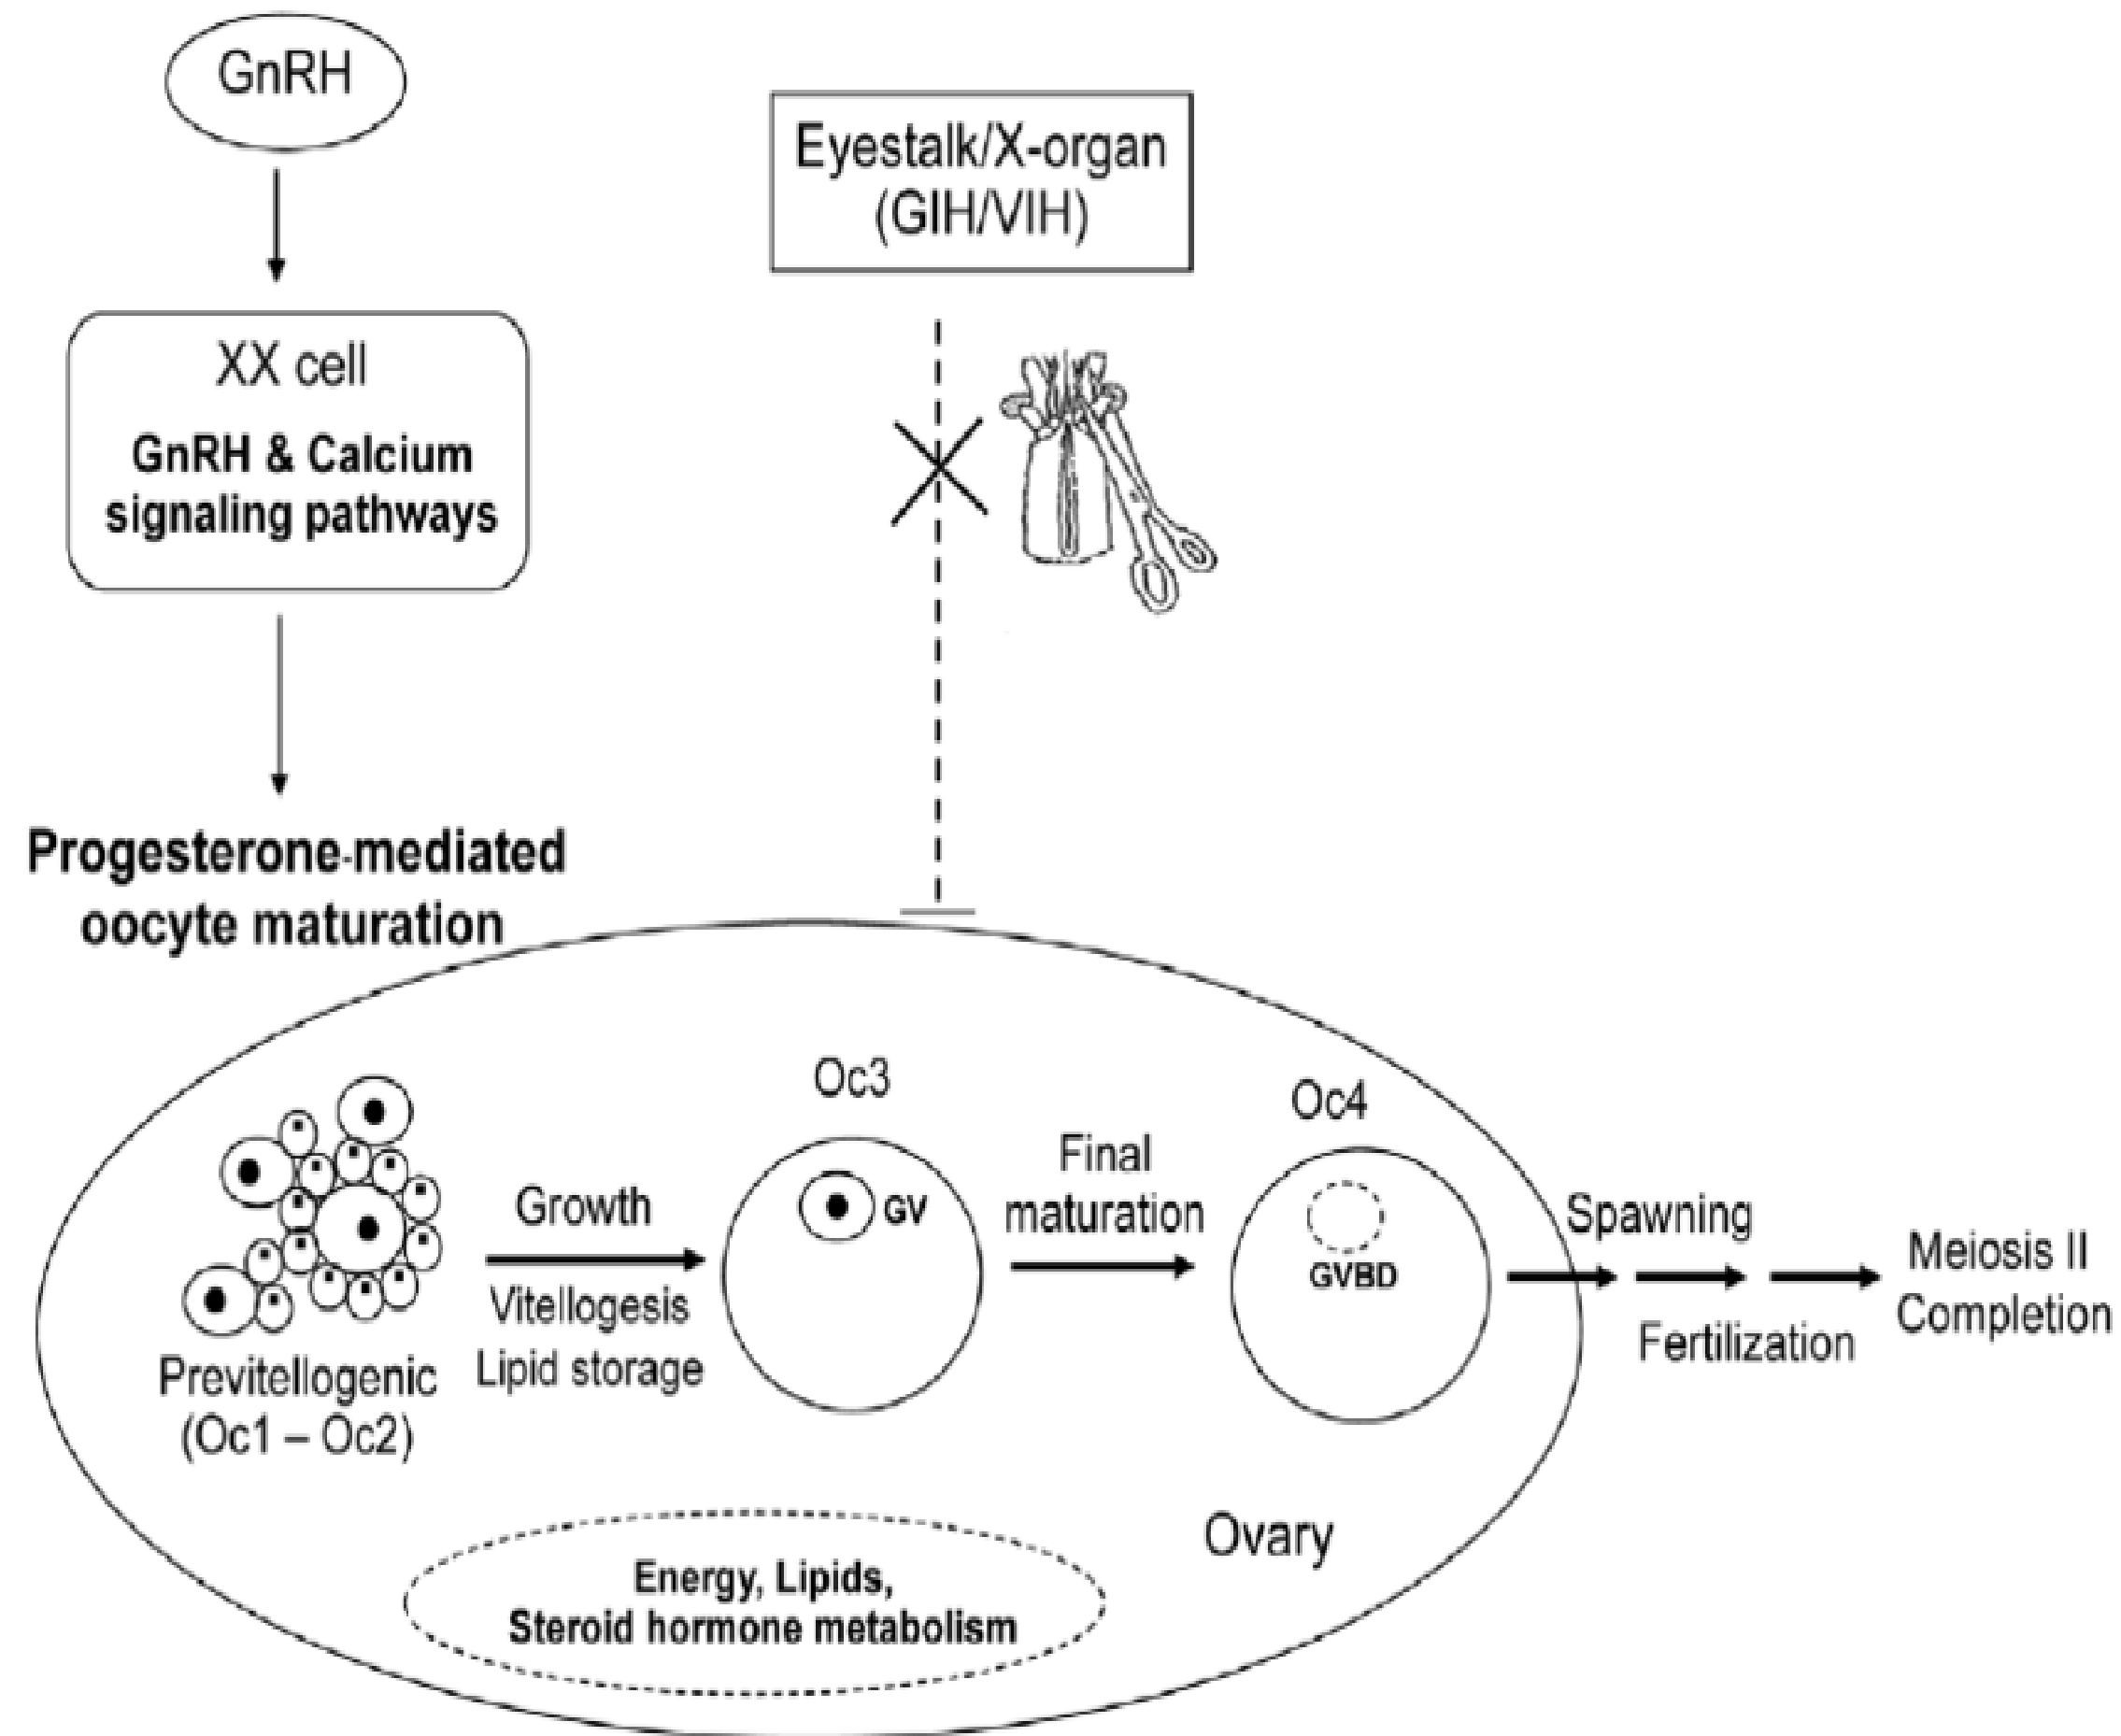 GnRH
Eyestalk/X-organ
(GIH/VIH)
XX cell
GnRH & Calcium
signaling pathways
Progesterone-mediated
oocyte maturation
Oc3
GV
Oc4
GVBD
Previtellogenic
(Oc1 – Oc2)
Growth
Vitellogesis
Lipid storage
Final
maturation
Spawning
Fertilization
Meiosis II
Completion
Ovary
Energy, Lipids,
Steroid hormone metabolism